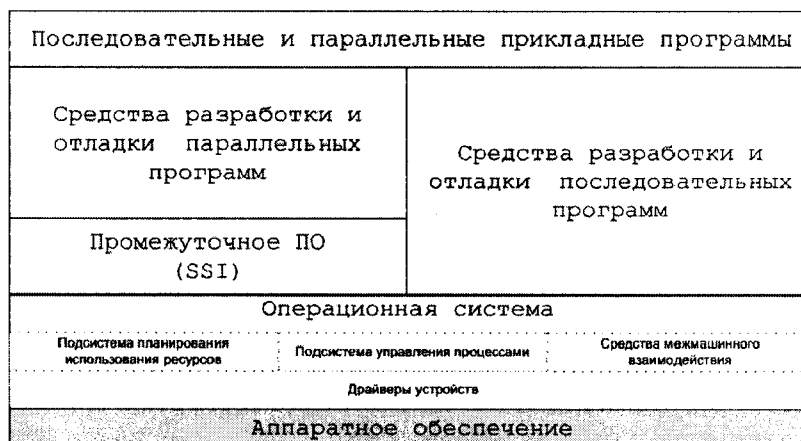 Последовательные и параллельные прикладные программы
Средства разработки и
отладки параллельных
программ
Средства разработки и
отладки последовательных
программ
Промежуточное ПО
(SSI)
Операционная система
Подсистема планирования
использования ресурсов
Подсистема управления процессами
Средства межмашинного
взаимодействия
Драйверы устройств
Аппаратное обеспечение